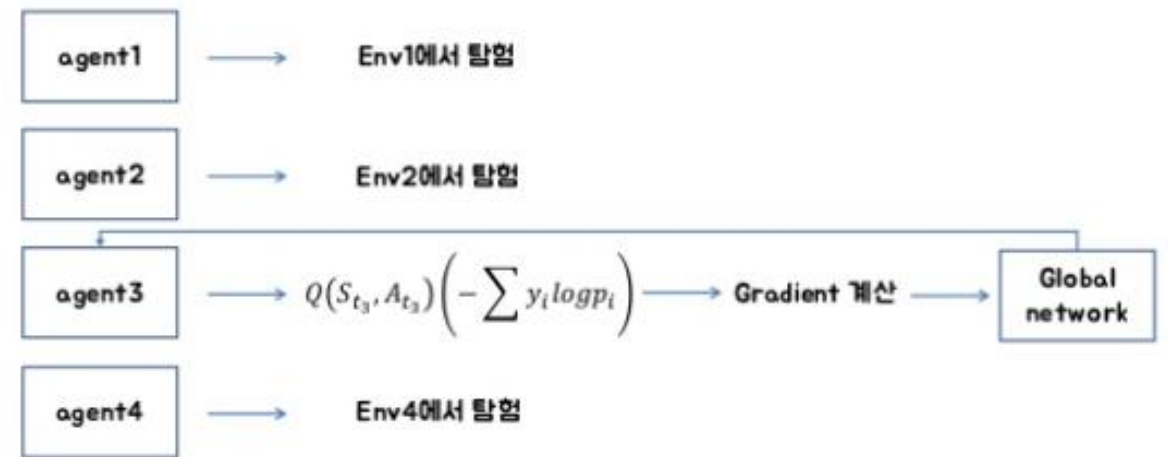 agent1 Env1에서 탐험
agent2 Env2에서 탐험
agent3 Q(S_{t_3}, A_{t_3})(-∑ y_i logp_i) Gradient 계산 Global network
agent4 Env4에서 탐험